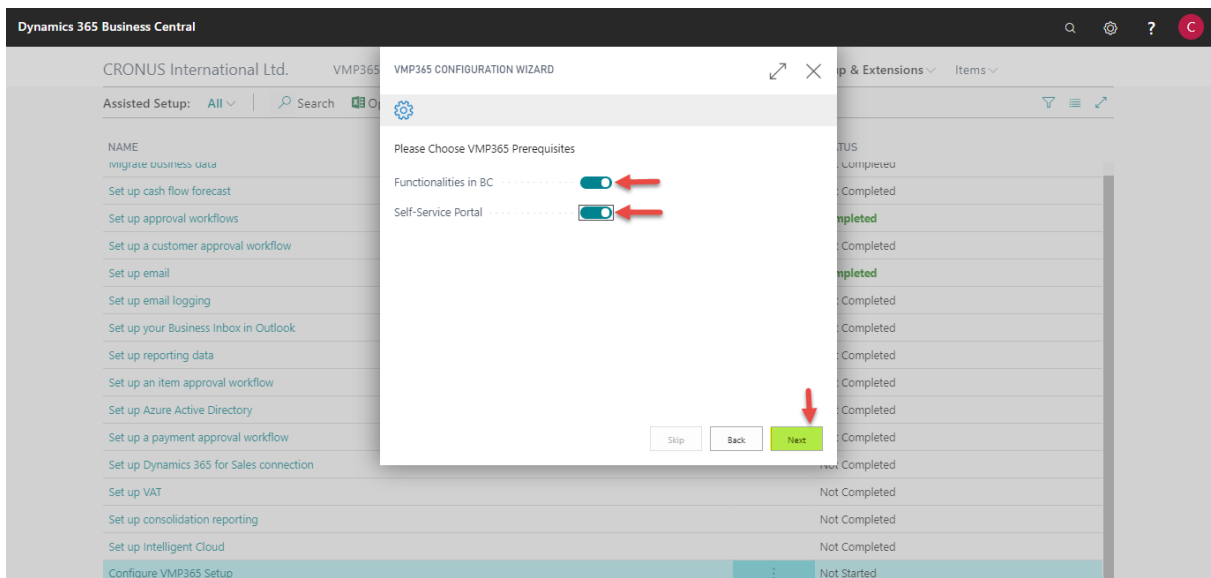 Dynamics 365 Business Central
?
C
CRONUS International Ltd.
VMP365
Assisted Setup: All
Search
NAME
Migrate business data
Set up cash flow forecast
Set up approval workflows
Set up a customer approval workflow
Set up email
Set up email logging
Set up your Business Inbox in Outlook
Set up reporting data
Set up an item approval workflow
Set up Azure Active Directory
Set up a payment approval workflow
Set up Dynamics 365 for Sales connection
Set up VAT
Set up consolidation reporting
Set up Intelligent Cloud
Configure VMP365 Setup
VMP365 CONFIGURATION WIZARD
Please Choose VMP365 Prerequisites
Functionalities in BC
Self-Service Portal
Skip
Back
Next
& Extensions
Items
Completed
Completed
Completed
Completed
Completed
Completed
Completed
Completed
Completed
Not Completed
Not Completed
Not Completed
Not Completed
Not Started